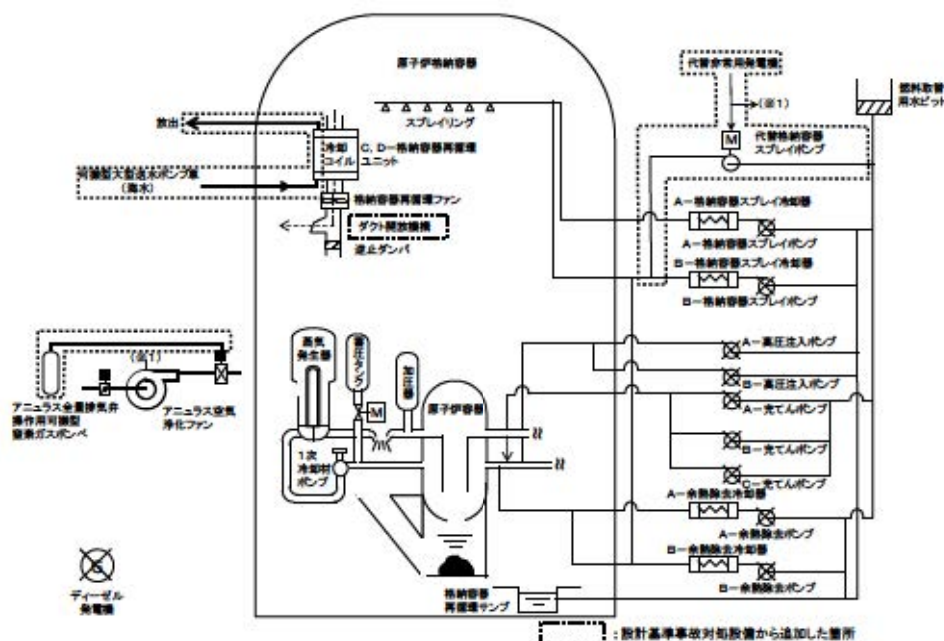 原子炉格納容器
代替非常用発電機
燃料取替
用水ピット
(※1)
放出
スプレイリング
M
代替格納容器
スプレイポンプ
冷却
コイル
C,D-格納容器再循環
ユニット
可搬型大型送水ポンプ車
(海水)
格納容器再循環ファン
A-格納容器スプレイ冷却器
ダクト開放機構
A-格納容器スプレイポンプ
逆止ダンパ
B-格納容器スプレイ冷却器
B-格納容器スプレイポンプ
蒸気
発生器
蓄圧タンク
加圧器
A-高圧注入ポンプ
(※1)
M
原子炉容器
B-高圧注入ポンプ
A-充てんポンプ
アニュラス全量排気弁
操作用可搬型
窒素ガスボンベ
アニュラス空気
浄化ファン
1次
冷却材
ポンプ
B-充てんポンプ
C-充てんポンプ
A-余熱除去冷却器
A-余熱除去ポンプ
B-余熱除去冷却器
G
ディーゼル
発電機
格納容器
再循環サンプ
B-余熱除去ポンプ
:設計基準事故対処設備から追加した箇所